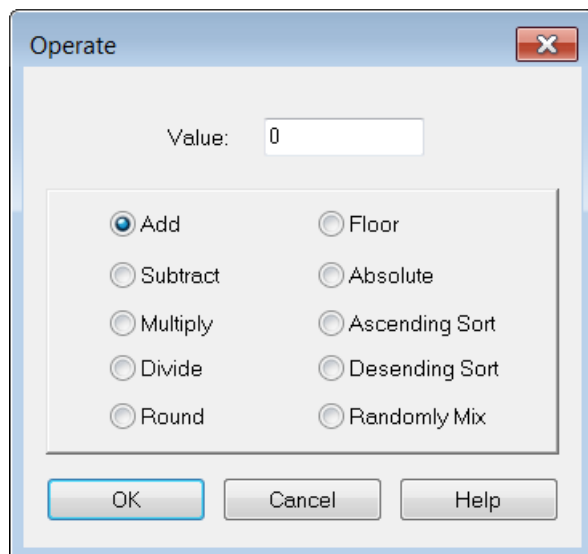 Operate
Value: 0
Add Floor
Subtract Absolute
Multiply Ascending Sort
Divide Desending Sort
Round Randomly Mix
OK Cancel Help